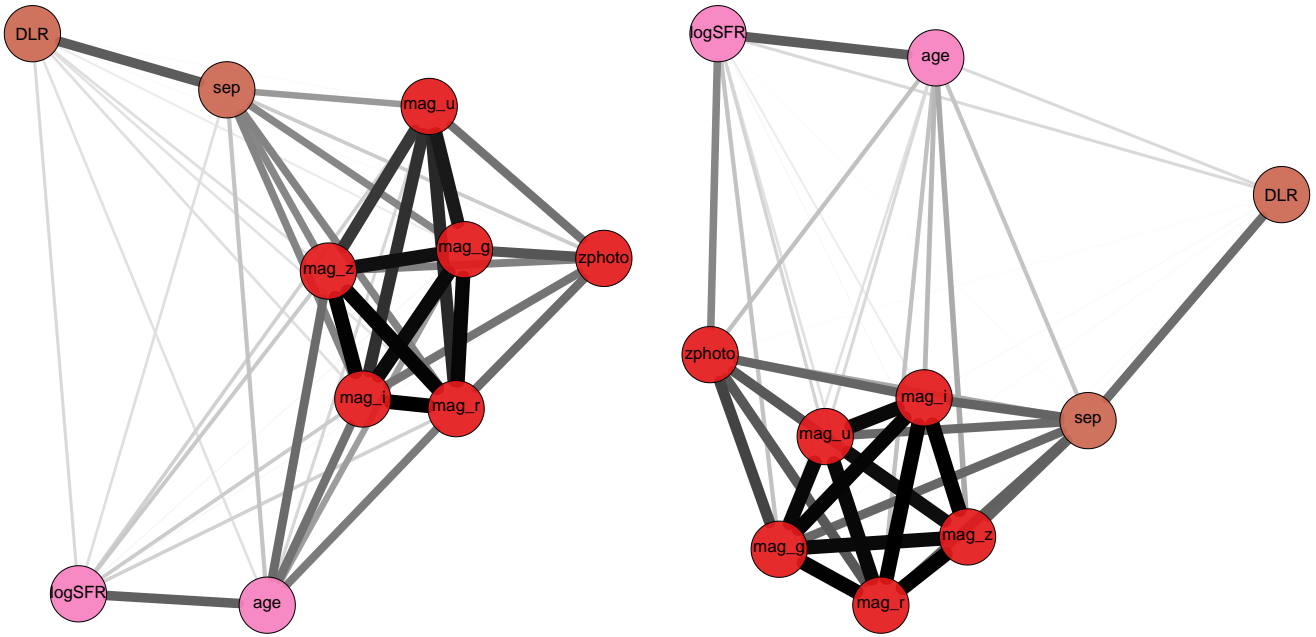 DLR
sep
mag_u
mag_g
zphoto
mag_z
mag_i
mag_r
logSFR
age
logSFR
age
DLR
zphoto
mag_i
sep
mag_u
mag_z
mag_g
mag_r